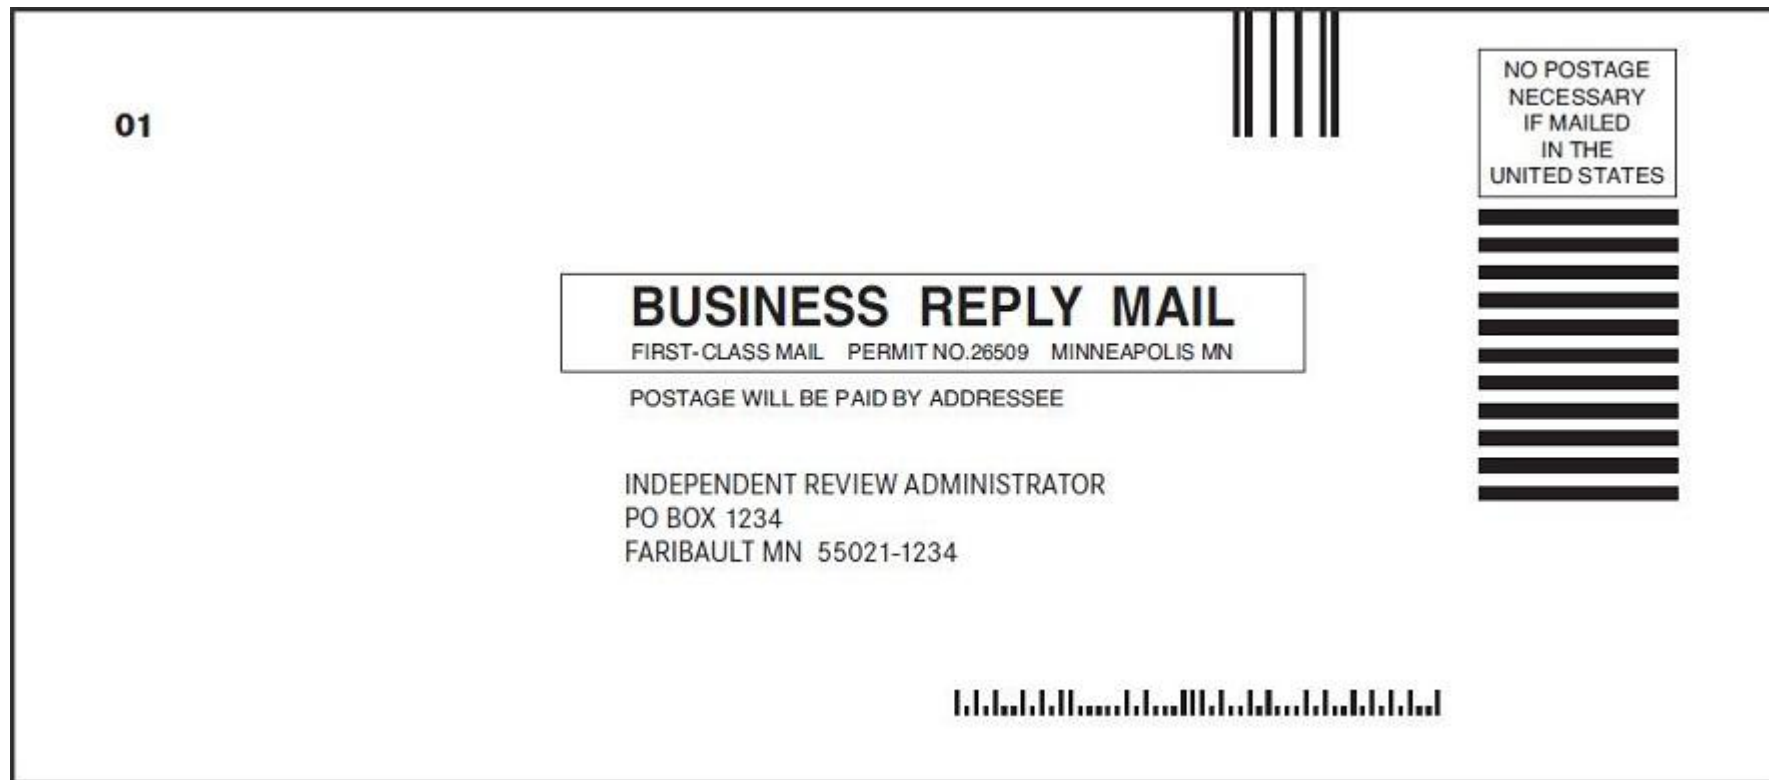 01
NO POSTAGE
NECESSARY
IF MAILED
IN THE
UNITED STATES
BUSINESS REPLY MAIL
FIRST-CLASS MAIL PERMIT NO.26509 MINNEAPOLIS MN
POSTAGE WILL BE PAID BY ADDRESSEE
INDEPENDENT REVIEW ADMINISTRATOR
PO BOX 1234
FARIBAULT MN 55021-1234